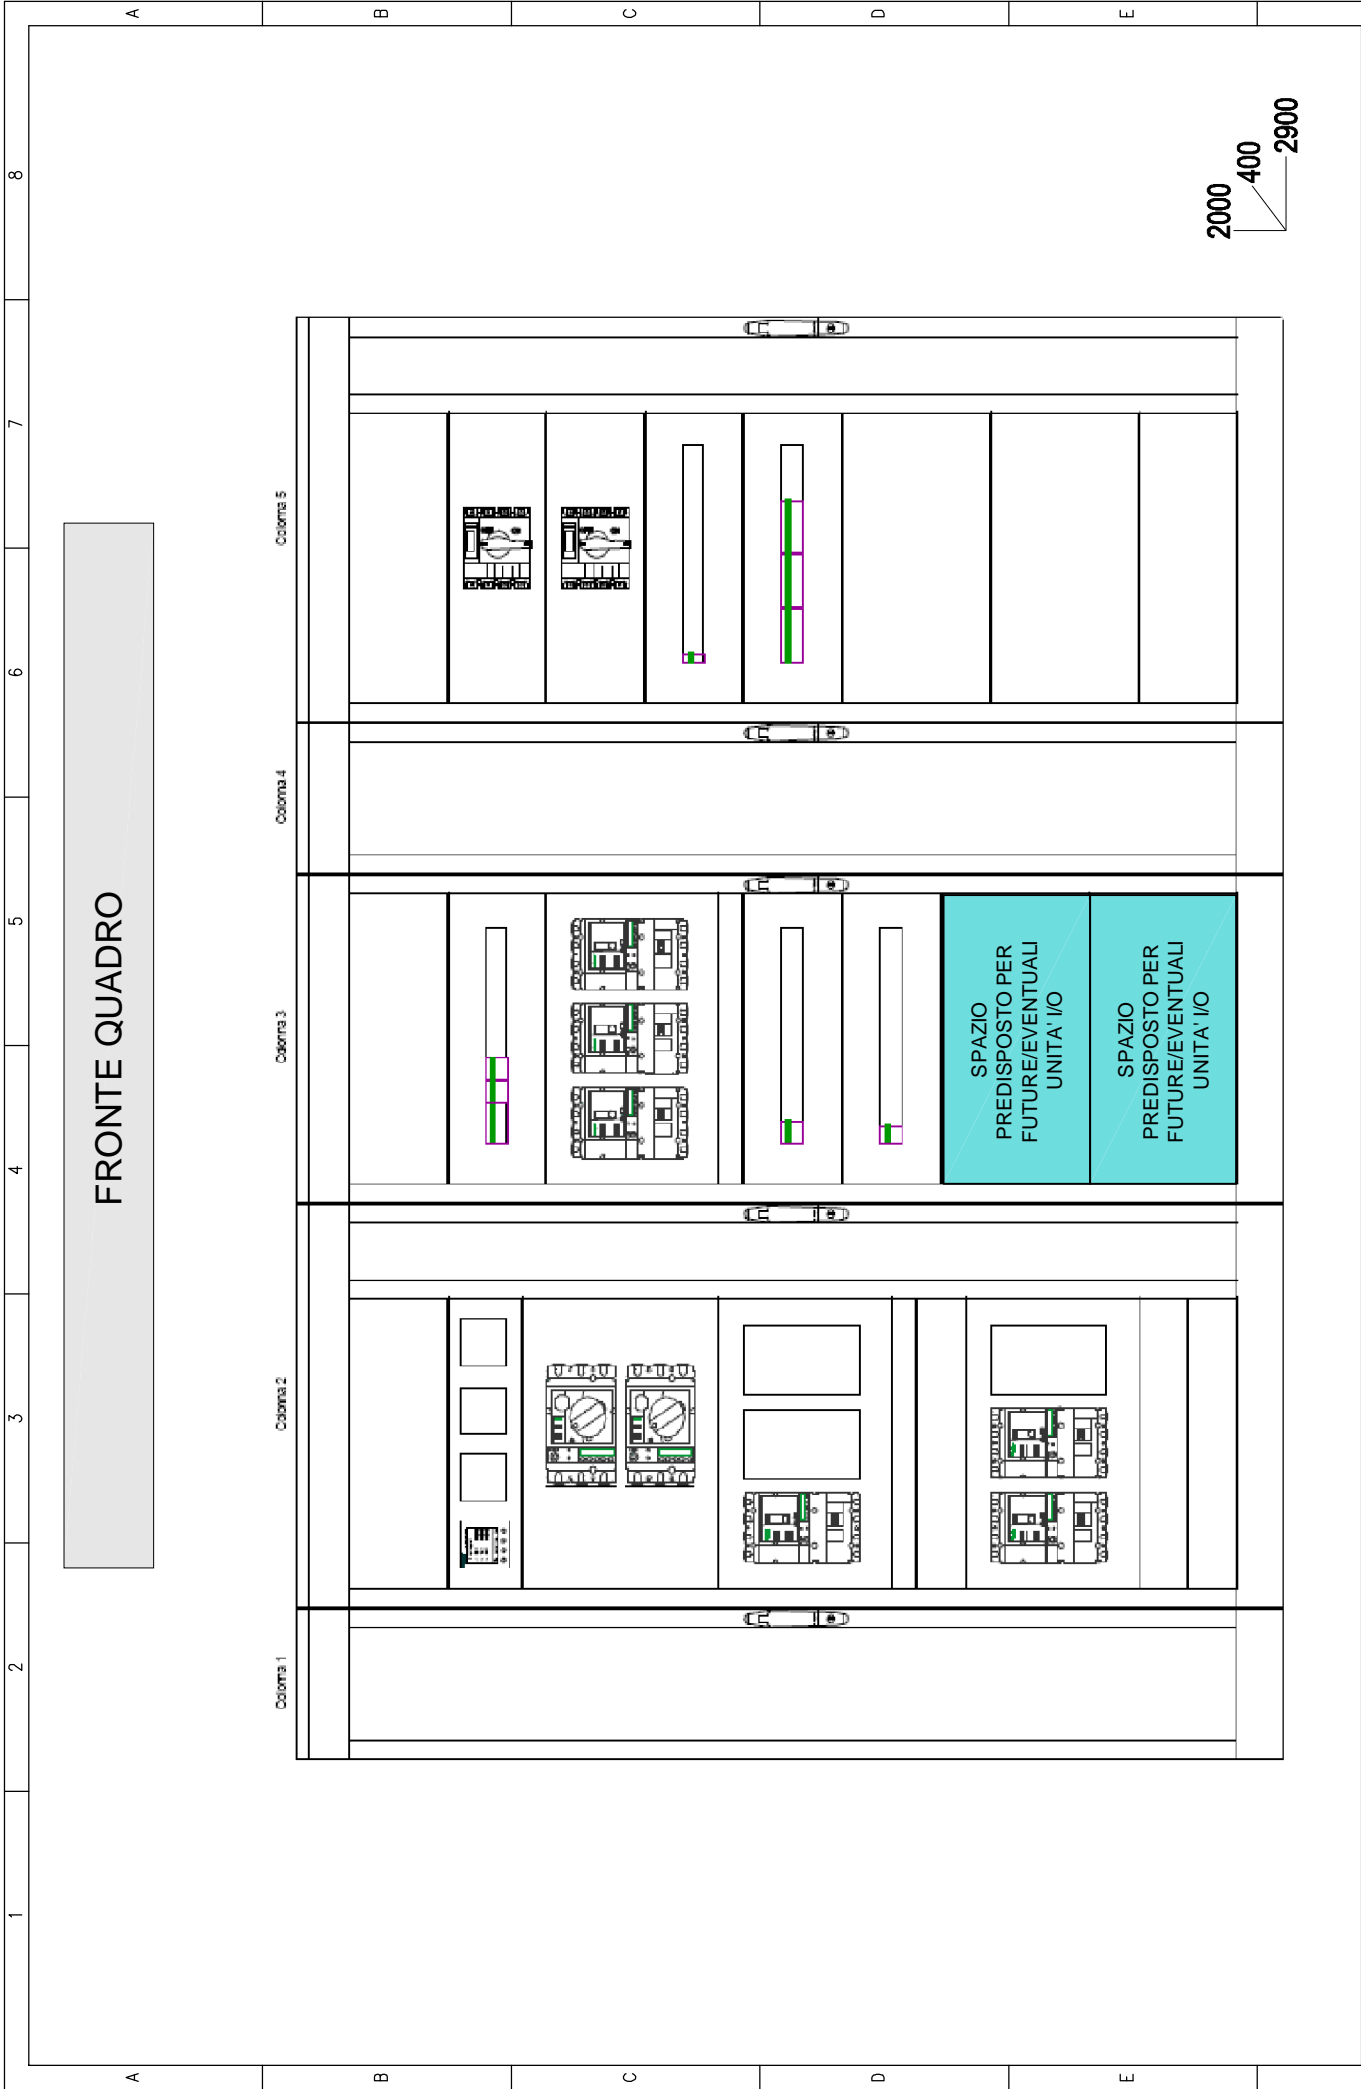 1
2
3
4
5
6
7
8
A
A
B
B
C
C
D
D
E
E
FRONTE QUADRO
Colonna 1
Colonna 2
Colonna 3
Colonna 4
Colonna 5
SPAZIO
PREDISPOSTO PER
FUTURE/EVENTUALI
UNITA' I/O
SPAZIO
PREDISPOSTO PER
FUTURE/EVENTUALI
UNITA' I/O
2000
400
2900